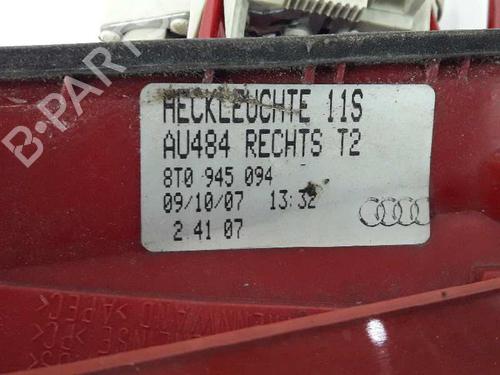 B-PARTS
HECKLEUCHTE 11S
AU484 RECHTS T2
8T0 945 094
09/10/07 13:32
2 41 07